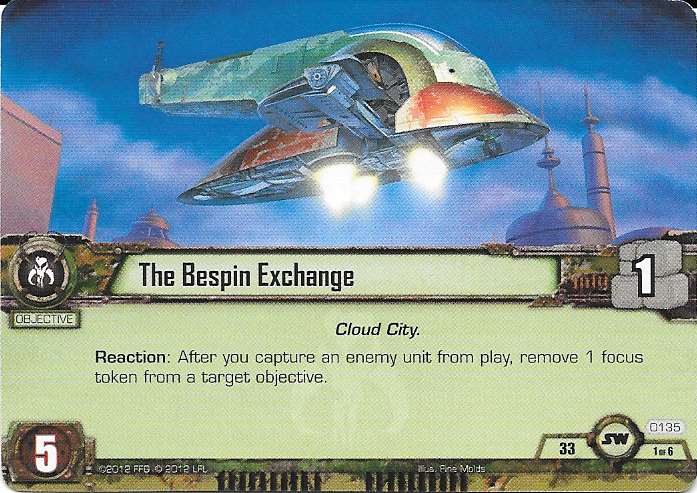 The Bespin Exchange
1
OBJECTIVE
Cloud City.
Reaction: After you capture an enemy unit from play, remove 1 focus
token from a target objective.
5
©2012 FFG © 2012 LFL
Illus. Fine Molds
33
SW
0135
1 OF 6